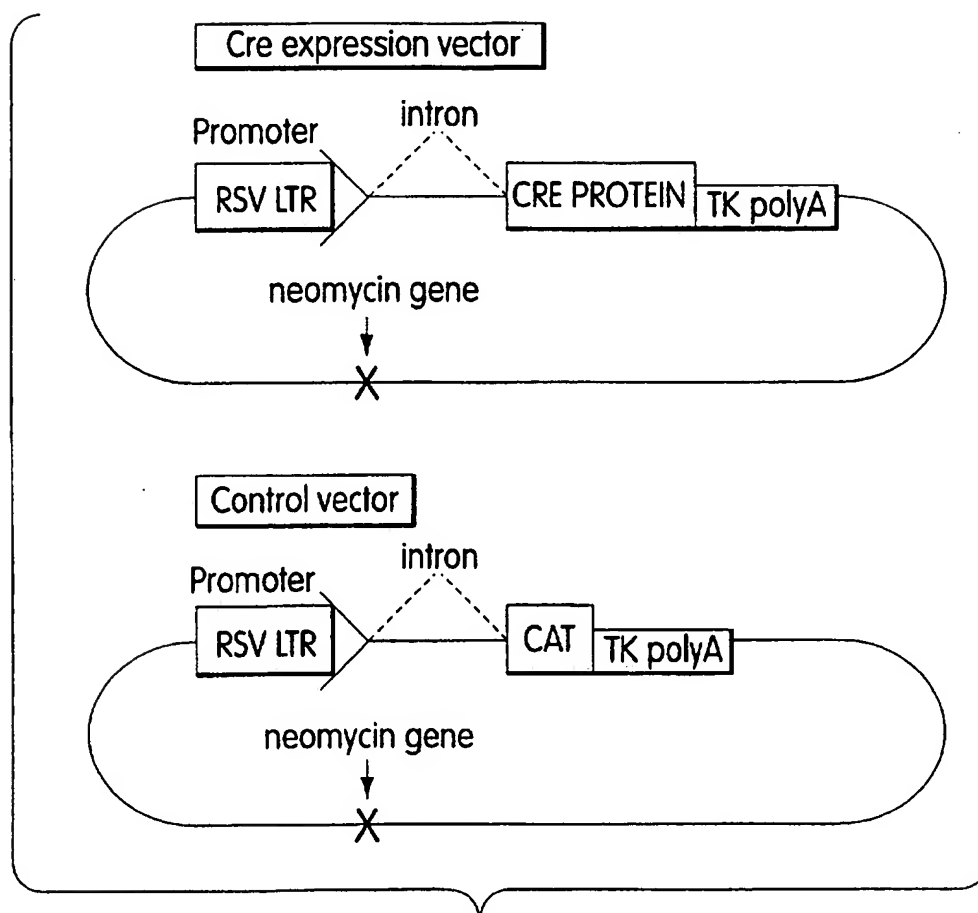 Cre expression vector
intron
Promoter
RSV LTR
CRE PROTEIN
TK polyA
neomycin gene
X
Control vector
intron
Promoter
RSV LTR
CAT
TK polyA
neomycin gene
X